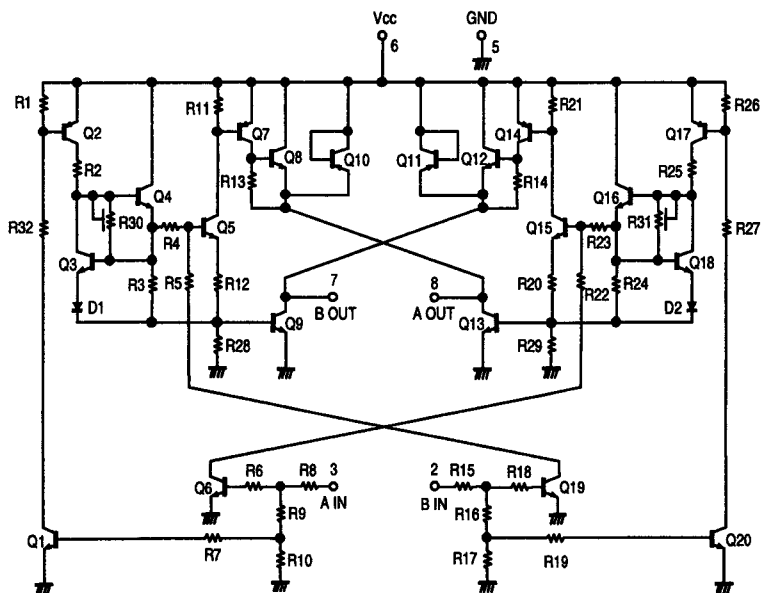 Vcc
GND
6
5
R1
R11
R21
R26
Q2
Q7
Q8
Q10
Q11
Q12
Q14
Q17
R2
R13
R14
R25
Q4
Q16
R32
R30
R4
Q5
Q15
R23
R31
R27
Q3
R3
R5
R12
R20
R22
R24
Q18
D1
7
8
D2
B OUT
A OUT
Q9
Q13
R28
R29
R6
R8
3
2
R15
R18
Q6
A IN
B IN
Q19
R9
R16
Q1
R7
R10
R17
R19
Q20